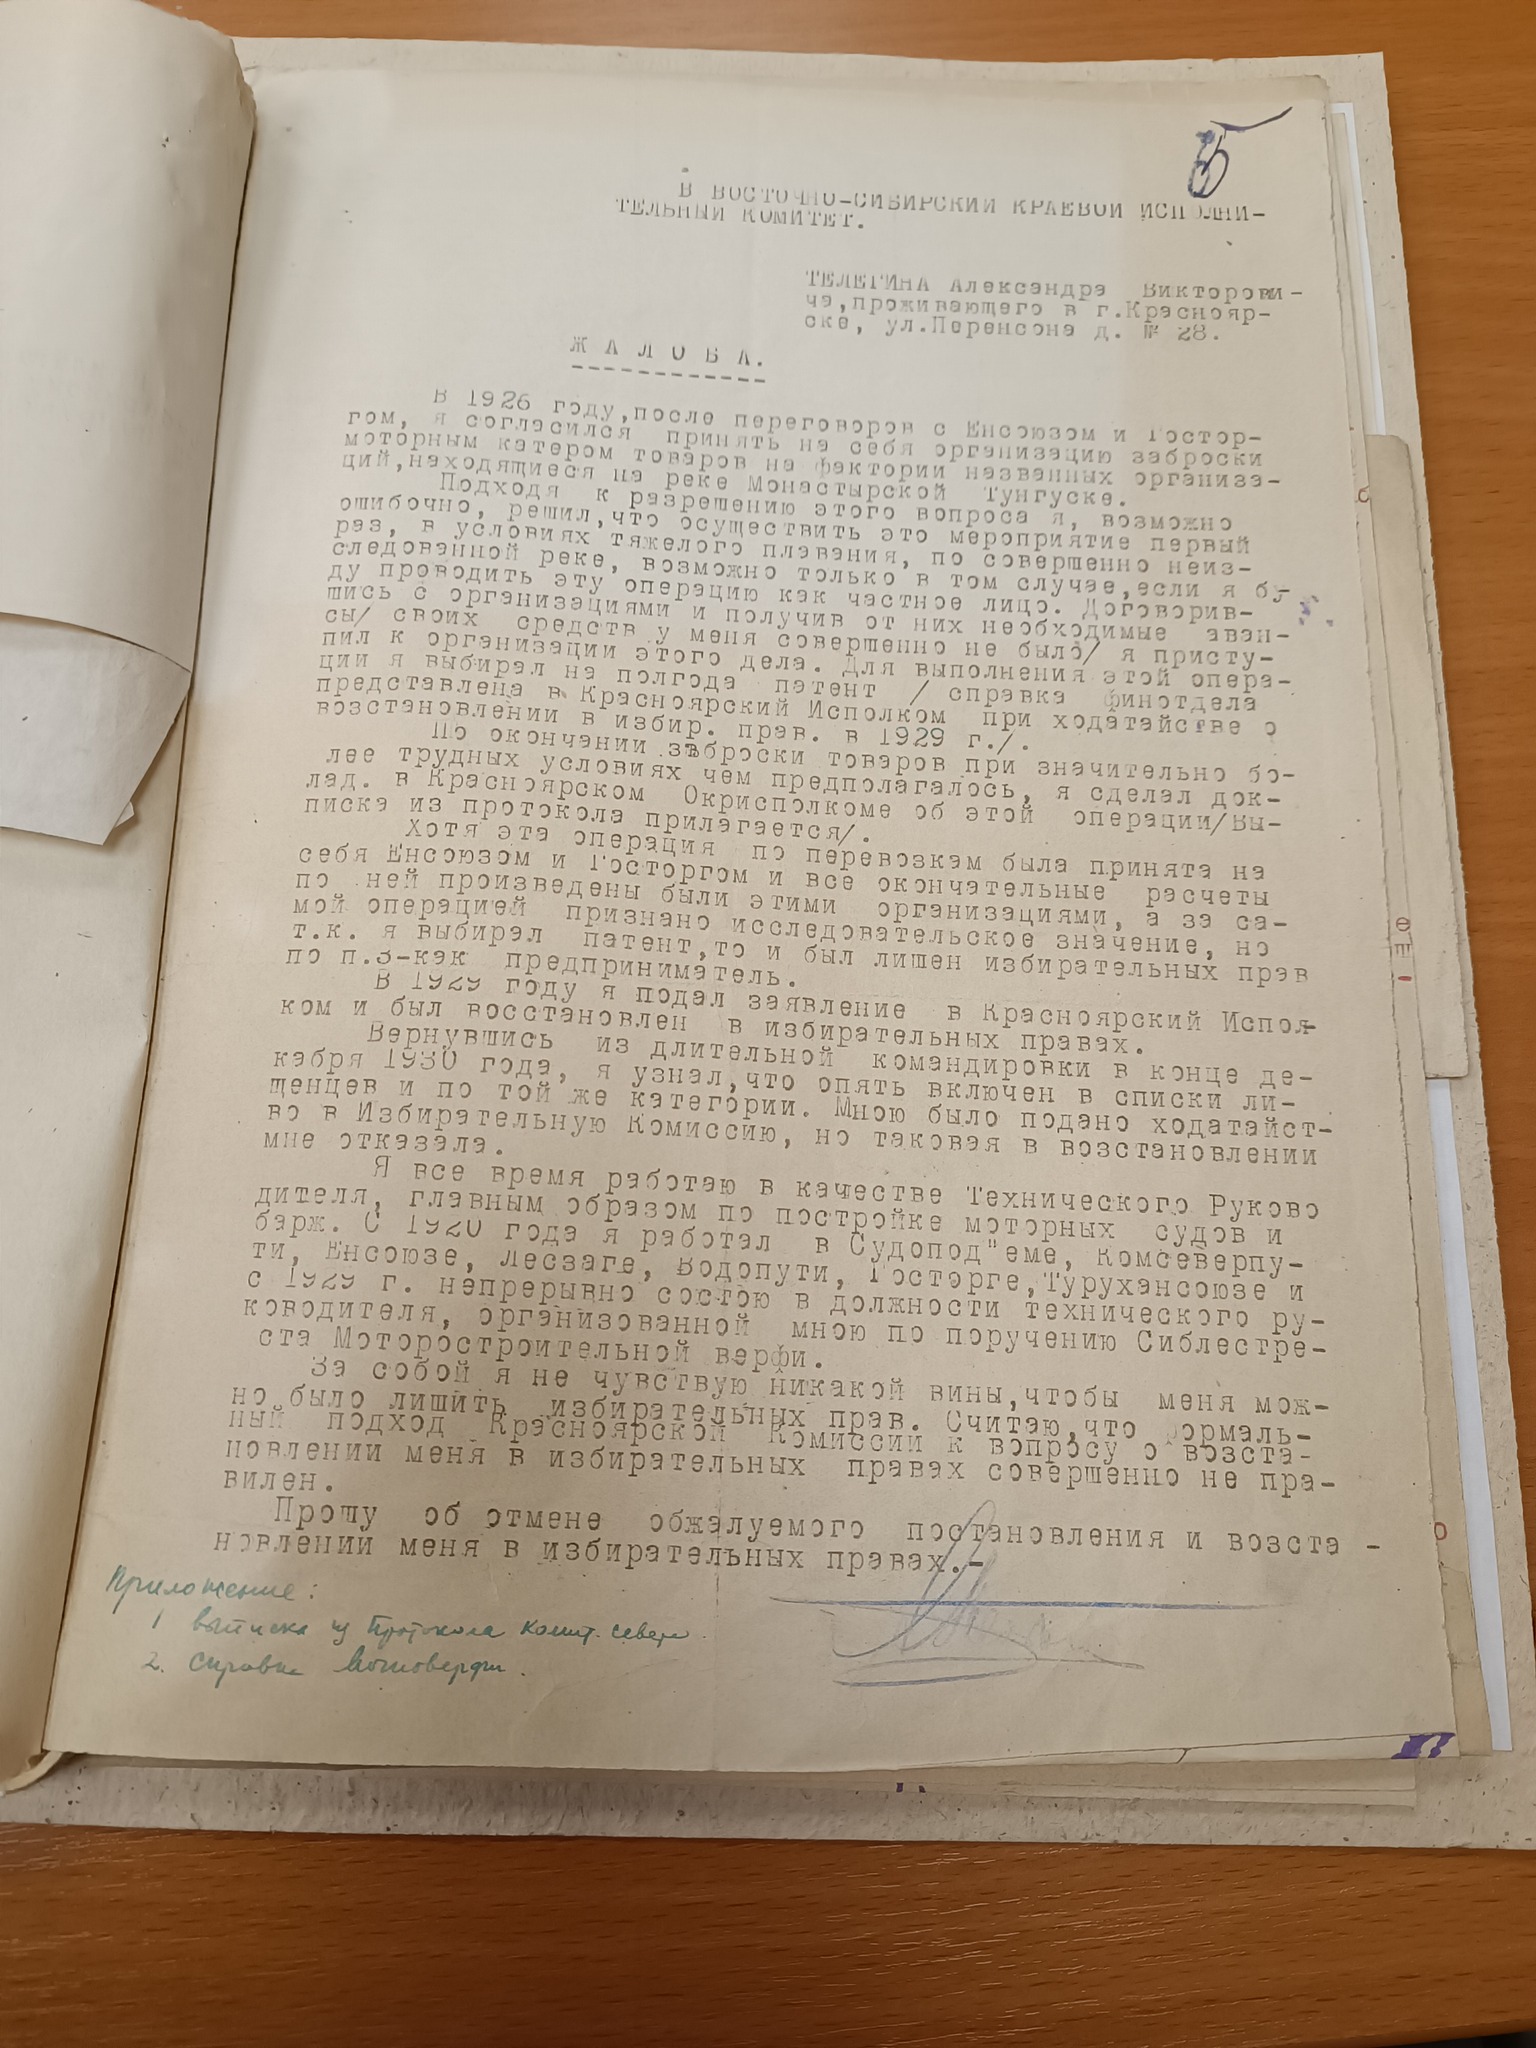 65
В ВОСТОЧНО-СИБИРСКИЙ КРАЕВОЙ ИСПОЛНИ-
ТЕЛЬНЫЙ КОМИТЕТ.
ТЕЛЕГИНА Александра Викторови-
ча, проживающего в г.Краснояр-
ске, ул.Перенсона д. № 28.
Ж А Л О Б А.
------------
В 1926 году,после переговоров с Енсоюзом и Гостор-
гом, я согласился принять на себя организацию заброски
моторным катером товаров на фактории названных организа-
ций,находящиеся на реке Монастырской Тунгуске.
Подходя к разрешению этого вопроса я, возможно
ошибочно, решил,что осуществить это мероприятие первый
раз, в условиях тяжелого плавания, по совершенно неиз-
следованной реке, возможно только в том случае,если я бу-
ду проводить эту операцию как частное лицо. Договорив-
шись с организациями и получив от них необходимые аван-
сы/ своих средств у меня совершенно не было/ я присту-
пил к организации этого дела. Для выполнения этой опера-
ции я выбирал на полгода патент / справка финотдела
представлена в Красноярский Исполком при ходатайстве о
возстановлении в избир. прав. в 1929 г./.
По окончании заброски товаров при значительно бо-
лее трудных условиях чем предполагалось, я сделал док-
лад. в Красноярском Окрисполкоме об этой операции/Вы-
писка из протокола прилагается/.
Хотя эта операция по перевозкам была принята на
себя Енсоюзом и Госторгом и все окончательные расчеты
по ней произведены были этими организациями, а за са-
мой операцией признано исследовательское значение, но
т.к. я выбирал патент,то и был лишен избирательных прав
по п.3-как предприниматель.
В 1929 году я подал заявление в Красноярский Испол-
ком и был восстановлен в избирательных правах.
Вернувшись из длительной командировки в конце де-
кабря 1930 года, я узнал,что опять включен в списки ли-
щенцев и по той же категории. Мною было подано ходатайст-
во в Избирательную Комиссию, но таковая в возстановлении
мне отказала.
Я все время работаю в качестве Технического Руково
дителя, главным образом по постройке моторных судов и
барж. С 1920 года я работал в Судопод"еме, Комсеверпу-
ти, Енсоюзе, Лесзаге, Водопути, Госторге,Турухансоюзе и
с 1929 г. непрерывно состою в должности технического ру-
ководителя, организованной мною по поручению Сиблестре-
ста Моторостроительной верфи.
За собой я не чувствую никакой вины,чтобы меня мож-
но было лишить избирательных прав. Считаю,что формаль-
ный подход Красноярской Комиссии к вопросу о возста-
новлении меня в избирательных правах совершенно не пра-
вилен.
Прошу об отмене обжалуемого постановления и возста -
новлении меня в избирательных правах.-
Приложение:
1 выписка из Протокола Комит. Севера
2. справка Мотоверфи.